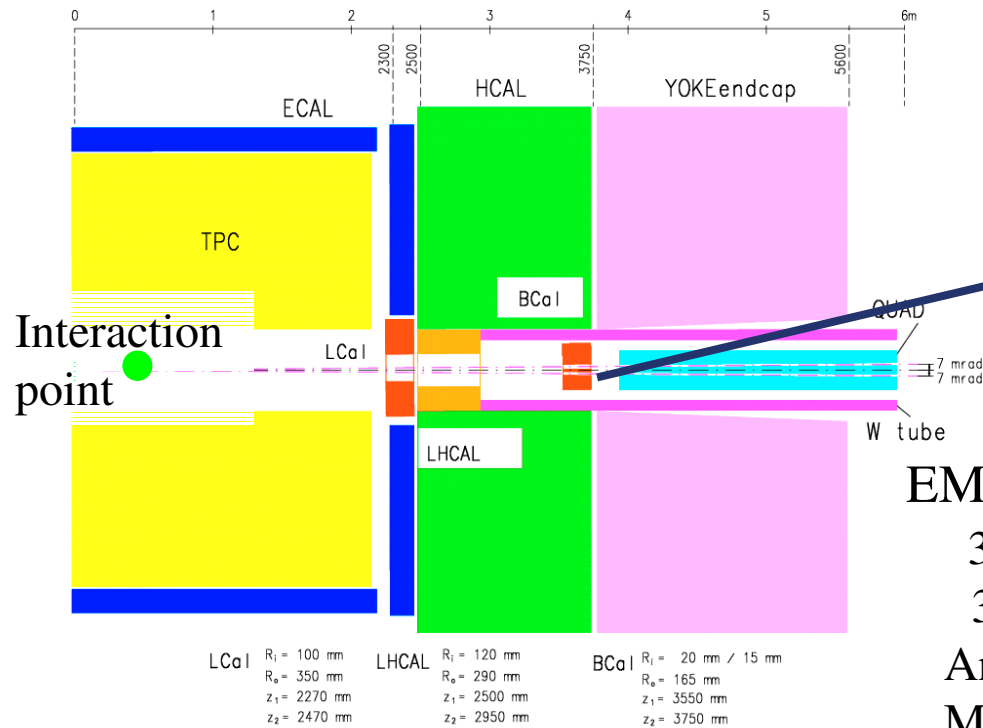 0 1 2 3 4 5 6m
2300 2500 3750 5600
HCAL YOKEendcap
ECAL
TPC
BCal
QUAD
Interaction
point
LCal
7 mrad
7 mrad
W tube
LHCAL
EM
3
3
LCal
Ri = 100 mm
Ro = 350 mm
z1 = 2270 mm
z2 = 2470 mm
LHCAL
Ri = 120 mm
Ro = 290 mm
z1 = 2500 mm
z2 = 2950 mm
BCal
Ri = 20 mm / 15 mm
Ro = 165 mm
z1 = 3550 mm
z2 = 3750 mm